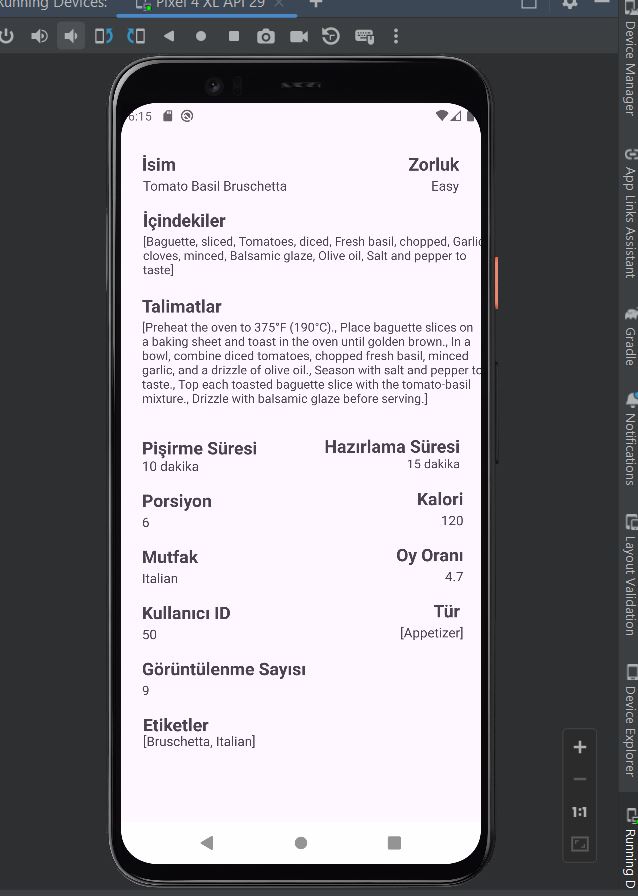 Running Devices: Pixel 4 XL API 29
6:15
İsim Zorluk
Tomato Basil Bruschetta Easy
İçindekiler
[Baguette, sliced, Tomatoes, diced, Fresh basil, chopped, Garlic
cloves, minced, Balsamic glaze, Olive oil, Salt and pepper to
taste]
Talimatlar
[Preheat the oven to 375°F (190°C)., Place baguette slices on
a baking sheet and toast in the oven until golden brown., In a
bowl, combine diced tomatoes, chopped fresh basil, minced
garlic, and a drizzle of olive oil., Season with salt and pepper to
taste., Top each toasted baguette slice with the tomato-basil
mixture., Drizzle with balsamic glaze before serving.]
Pişirme Süresi Hazırlama Süresi
10 dakika 15 dakika
Porsiyon Kalori
6 120
Mutfak Oy Oranı
Italian 4.7
Kullanıcı ID Tür
50 [Appetizer]
Görüntülenme Sayısı
9
Etiketler
[Bruschetta, Italian]
1:1
Device Manager
App Links Assistant
Gradle
Notifications
Layout Validation
Device Explorer
Running D